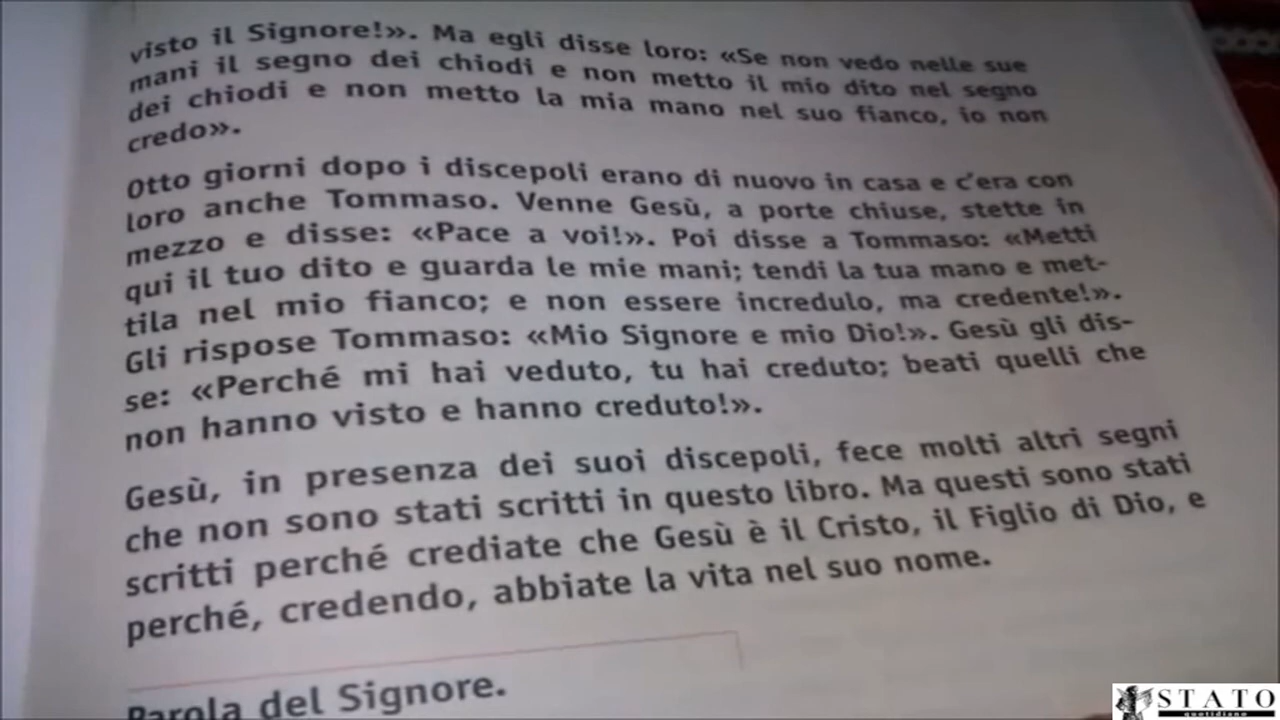 visto il Signore!». Ma egli disse loro: «Se non vedo nelle sue
mani il segno dei chiodi e non metto il mio dito nel segno
dei chiodi e non metto la mia mano nel suo fianco, io non
credo».
Otto giorni dopo i discepoli erano di nuovo in casa e c'era con
loro anche Tommaso. Venne Gesù, a porte chiuse, stette in
mezzo e disse: «Pace a voi!». Poi disse a Tommaso: «Metti
qui il tuo dito e guarda le mie mani; tendi la tua mano e met-
tila nel mio fianco; e non essere incredulo, ma credente!».
Gli rispose Tommaso: «Mio Signore e mio Dio!». Gesù gli dis-
se: «Perché mi hai veduto, tu hai creduto; beati quelli che
non hanno visto e hanno creduto!».
Gesù, in presenza dei suoi discepoli, fece molti altri segni
che non sono stati scritti in questo libro. Ma questi sono stati
scritti perché crediate che Gesù è il Cristo, il Figlio di Dio, e
perché, credendo, abbiate la vita nel suo nome.
Parola del Signore.
STATO
quotidiano